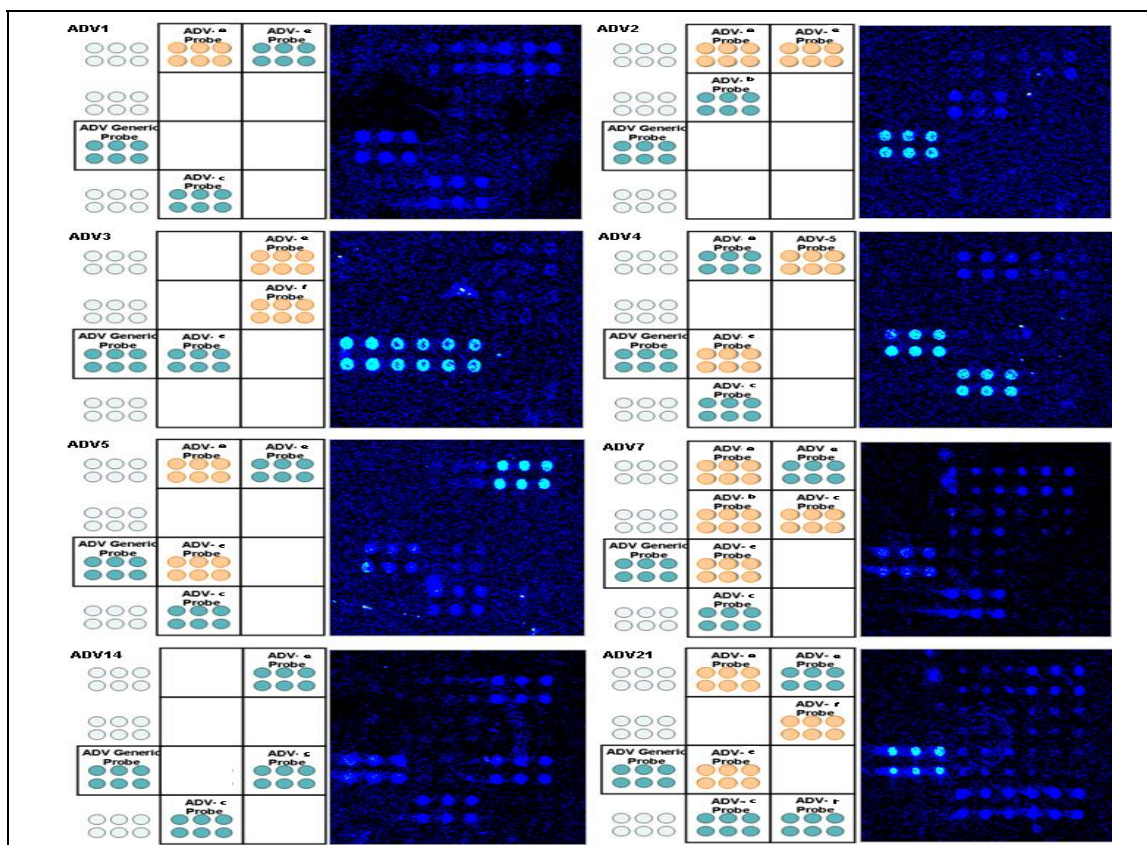 ADV1
ADV- a
Probe
ADV- e
Probe
ADV Generic
Probe
ADV- c
Probe
ADV2
ADV- a
Probe
ADV- e
Probe
ADV- b
Probe
ADV Generic
Probe
ADV3
ADV- e
Probe
ADV- f
Probe
ADV Generic
Probe
ADV- e
Probe
ADV4
ADV- a
Probe
ADV-5
Probe
ADV Generic
Probe
ADV- e
Probe
ADV- c
Probe
ADV5
ADV- a
Probe
ADV- e
Probe
ADV Generic
Probe
ADV- e
Probe
ADV- c
Probe
ADV7
ADV- a
Probe
ADV e
Probe
ADV- b
Probe
ADV- c
Probe
ADV Generic
Probe
ADV- e
Probe
ADV- c
Probe
ADV14
ADV- e
Probe
ADV Generic
Probe
ADV- c
Probe
ADV- c
Probe
ADV21
ADV- a
Probe
ADV- e
Probe
ADV- f
Probe
ADV Generic
Probe
ADV- e
Probe
ADV- c
Probe
ADV- f
Probe